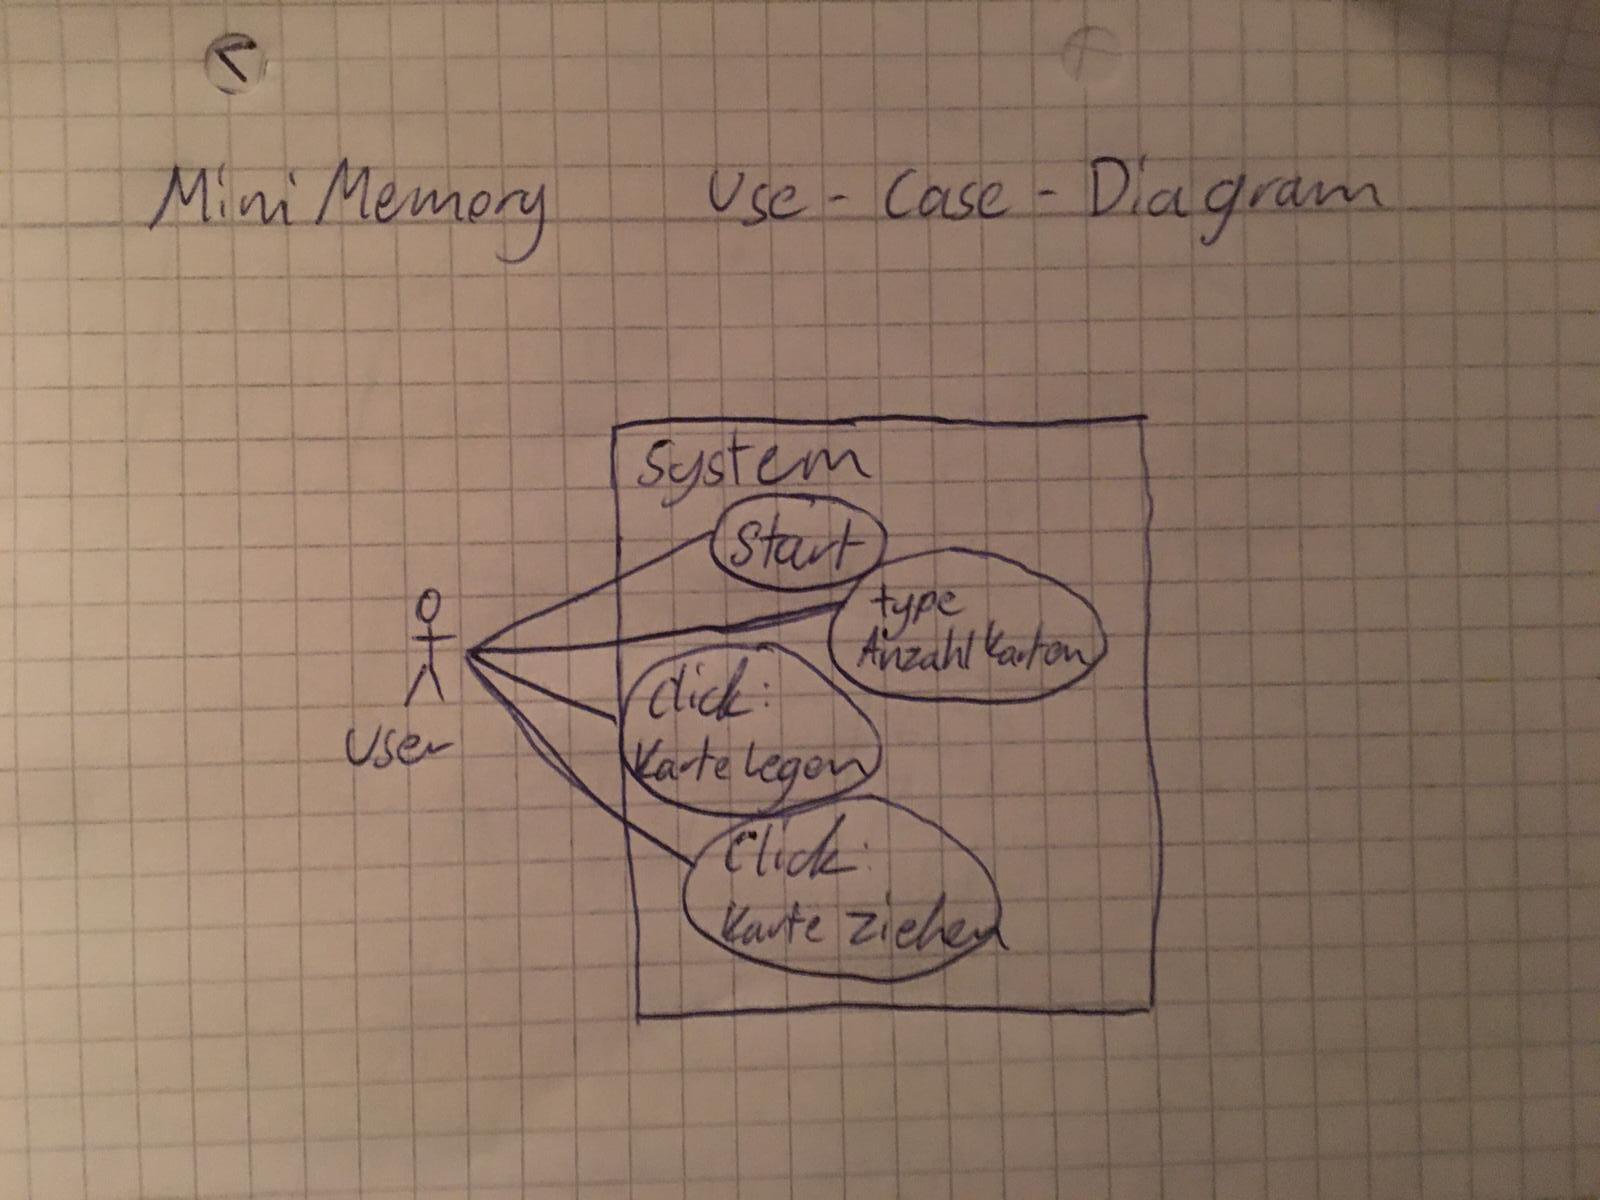 Mini Memory Use-Case-Diagram
System
Start
type
Anzahl Karten
Click:
Karte legen
User
Click:
Karte ziehen